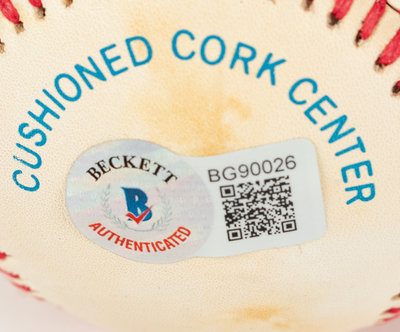 CUSHIONED CORK CENTER
BECKETT
B
AUTHENTICATED
BG90026